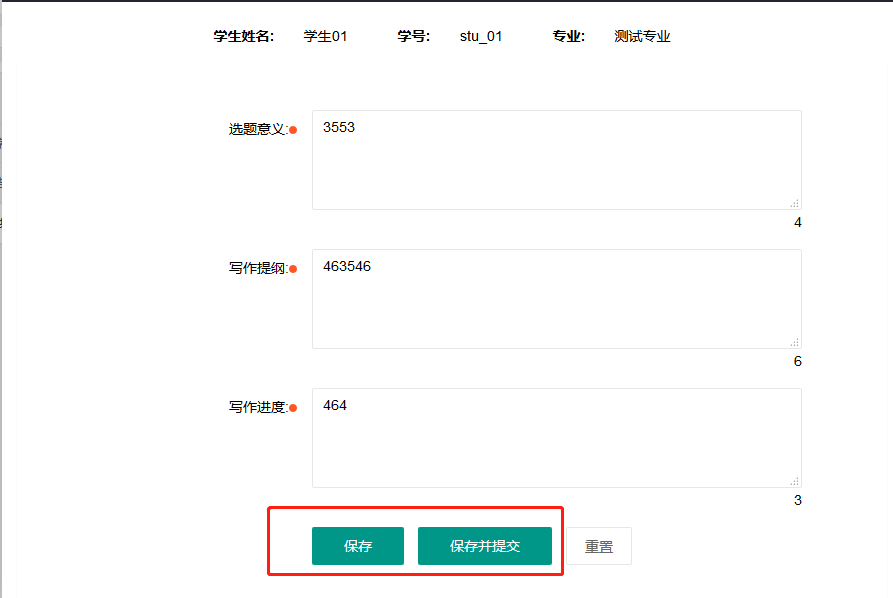 学生姓名: 学生01 学号: stu_01 专业: 测试专业
选题意义: 3553
4
写作提纲: 463546
6
写作进度: 464
3
保存 保存并提交 重置